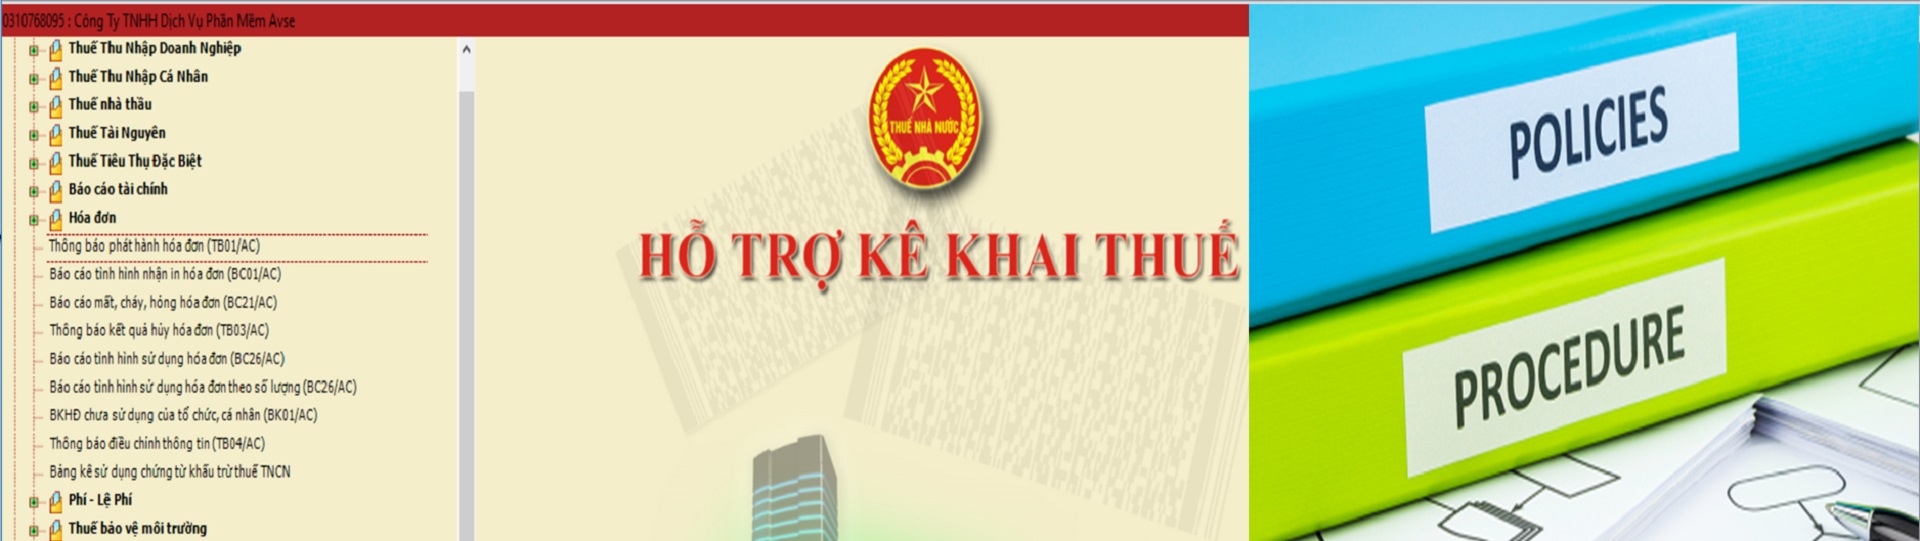 0310768095 : Công Ty TNHH Dịch Vụ Phần Mềm Avse
Thuế Thu Nhập Doanh Nghiệp
Thuế Thu Nhập Cá Nhân
Thuế nhà thầu
Thuế Tài Nguyên
Thuế Tiêu Thụ Đặc Biệt
Báo cáo tài chính
Hóa đơn
Thông báo phát hành hóa đơn (TB01/AC)
Báo cáo tình hình nhận in hóa đơn (BC01/AC)
Báo cáo mất, cháy, hỏng hóa đơn (BC21/AC)
Thông báo kết quả hủy hóa đơn (TB03/AC)
Báo cáo tình hình sử dụng hóa đơn (BC26/AC)
Báo cáo tình hình sử dụng hóa đơn theo số lượng (BC26/AC)
BKHĐ chưa sử dụng của tổ chức, cá nhân (BK01/AC)
Thông báo điều chỉnh thông tin (TB04/AC)
Bảng kê sử dụng chứng từ khấu trừ thuế TNCN
Phí - Lệ Phí
Thuế bảo vệ môi trường
THUẾ NHÀ NƯỚC
HỖ TRỢ KÊ KHAI THUẾ
POLICIES
PROCEDURE